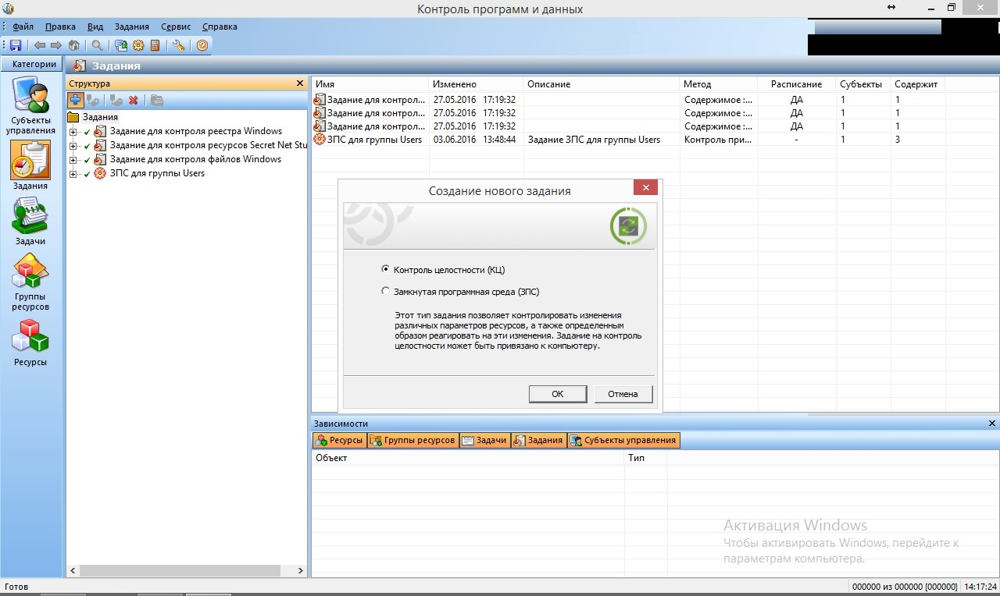 Контроль программ и данных
Файл Правка Вид Задания Сервис Справка
Категории
Задания
Субъекты
управления
Задания
Задачи
Группы
ресурсов
Ресурсы
Структура
Задания
Задание для контроля реестра Windows
Задание для контроля ресурсов Secret Net Stu
Задание для контроля файлов Windows
ЗПС для группы Users
Имя Изменено Описание Метод Расписание Субъекты Содержит
Задание для контрол... 27.05.2016 17:19:32 Содержимое :... ДА 1 1
Задание для контрол... 27.05.2016 17:19:32 Содержимое :... ДА 1 1
Задание для контрол... 27.05.2016 17:19:32 Содержимое :... ДА 1 1
ЗПС для группы Users 03.06.2016 13:48:44 Задание ЗПС для группы Users Контроль при... - 1 3
Создание нового задания
Контроль целостности (КЦ)
Замкнутая программная среда (ЗПС)
Этот тип задания позволяет контролировать изменения
различных параметров ресурсов, а также определенным
образом реагировать на эти изменения. Задание на контроль
целостности может быть привязано к компьютеру.
ОК Отмена
Зависимости
Ресурсы Группы ресурсов Задачи Задания Субъекты управления
Объект Тип
Активация Windows
Чтобы активировать Windows, перейдите к
параметрам компьютера.
Готов 000000 из 000000 [000000] 14:17:24